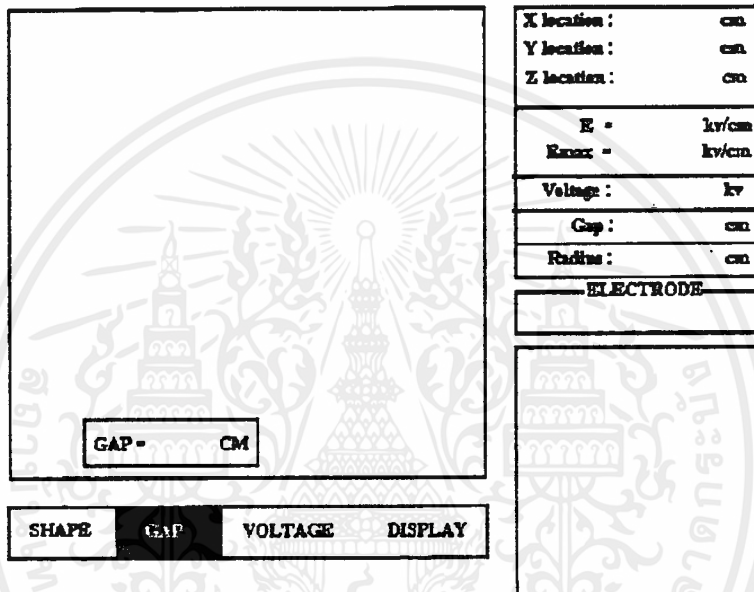 X location : cm
Y location : cm
Z location : cm
E = kv/cm
Emax = kv/cm
Voltage : kv
Gap : cm
Radius : cm
ELECTRODE
GAP = CM
SHAPE GAP VOLTAGE DISPLAY